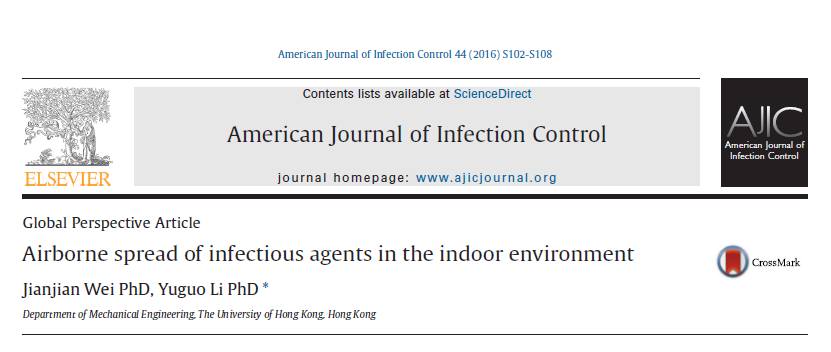 American Journal of Infection Control 44 (2016) S102-S108
Contents lists available at ScienceDirect
American Journal of Infection Control
journal homepage: www.ajicjournal.org
ELSEVIER
AJIC
American Journal of
Infection Control
Global Perspective Article
Airborne spread of infectious agents in the indoor environment
CrossMark
Jianjian Wei PhD, Yuguo Li PhD *
Department of Mechanical Engineering, The University of Hong Kong, Hong Kong